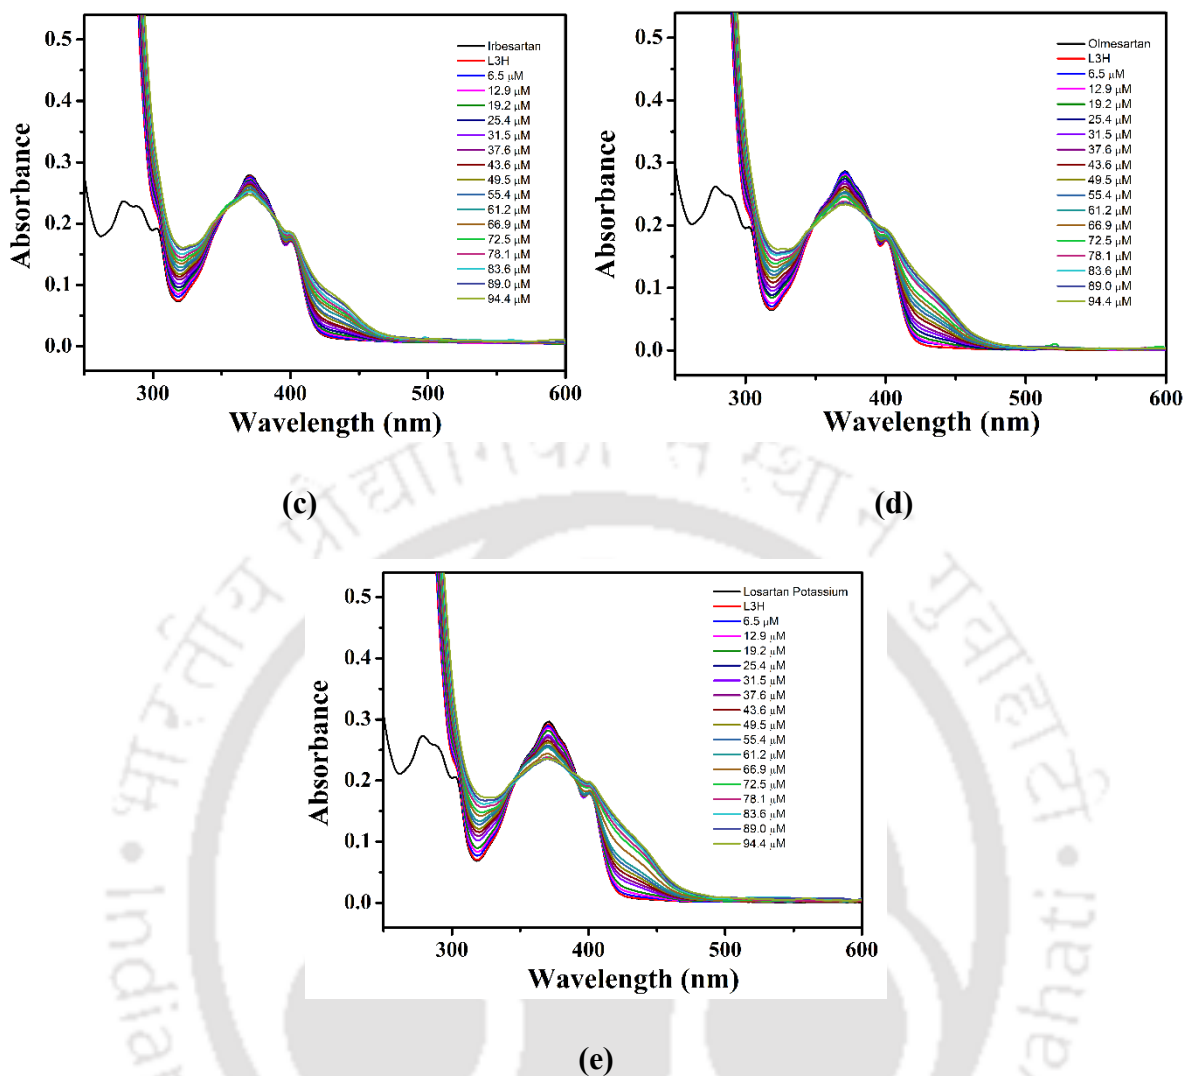 0.5
0.4
0.3
0.2
0.1
0.0
Absorbance
300
400
500
600
Wavelength (nm)
Irbesartan
L3H
6.5 µM
12.9 µM
19.2 µM
25.4 µM
31.5 µM
37.6 µM
43.6 µM
49.5 µM
55.4 µM
61.2 µM
66.9 µM
72.5 µM
78.1 µM
83.6 µM
89.0 µM
94.4 µM
(c)
0.5
0.4
0.3
0.2
0.1
0.0
Absorbance
300
400
500
600
Wavelength (nm)
Olmesartan
L3H
6.5 µM
12.9 µM
19.2 µM
25.4 µM
31.5 µM
37.6 µM
43.6 µM
49.5 µM
55.4 µM
61.2 µM
66.9 µM
72.5 µM
78.1 µM
83.6 µM
89.0 µM
94.4 µM
(d)
0.5
0.4
0.3
0.2
0.1
0.0
Absorbance
300
400
500
600
Wavelength (nm)
Losartan Potassium
L3H
6.5 µM
12.9 µM
19.2 µM
25.4 µM
31.5 µM
37.6 µM
43.6 µM
49.5 µM
55.4 µM
61.2 µM
66.9 µM
72.5 µM
78.1 µM
83.6 µM
89.0 µM
94.4 µM
(e)
भारतीय प्रौद्योगिकी संस्थान गुवाहाटी
Indian